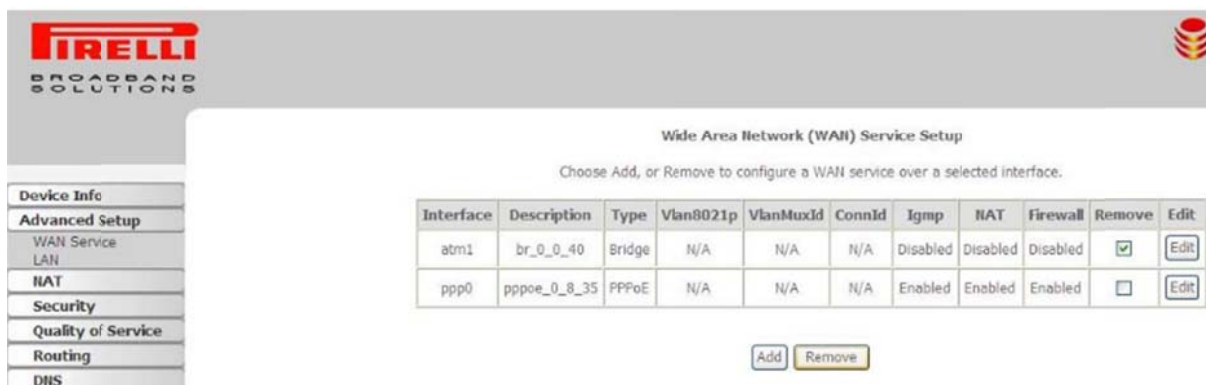 PIRELLI
BROADBAND
SOLUTIONS
Wide Area Network (WAN) Service Setup
Choose Add, or Remove to configure a WAN service over a selected interface.
Device Info
Advanced Setup
WAN Service
LAN
NAT
Security
Quality of Service
Routing
DNS
Interface Description Type Vlan8021p VlanMuxId ConnId Igmp NAT Firewall Remove Edit
atm1 br_0_0_40 Bridge N/A N/A N/A Disabled Disabled Disabled Edit
ppp0 pppoe_0_8_35 PPPoE N/A N/A N/A Enabled Enabled Enabled Edit
Add Remove